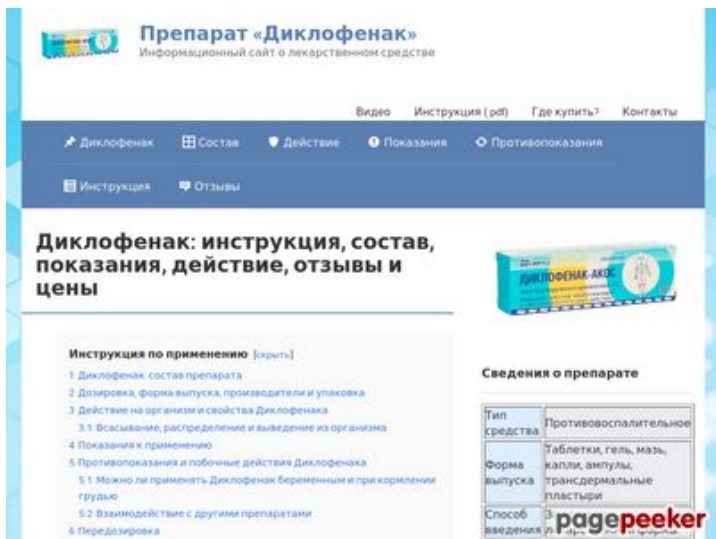 Препарат «Диклофенак»
Информационный сайт о лекарственном средстве
Видео Инструкция (pdf) Где купить? Контакты
Диклофенак Состав Действие Показания Противопоказания
Инструкция Отзывы
Диклофенак: инструкция, состав,
показания, действие, отзывы и
цены
ДИКЛОФЕНАК-АКОС
Инструкция по применению [скрыть]
1 Диклофенак: состав препарата
2 Дозировка, форма выпуска, производители и упаковка
3 Действие на организм и свойства Диклофенака
3.1 Всасывание, распределение и выведение из организма
4 Показания к применению
5 Противопоказания и побочные действия Диклофенака
5.1 Можно ли применять Диклофенак беременным и при кормлении
грудью
5.2 Взаимодействие с другими препаратами
6 Передозировка
Сведения о препарате
Тип
средства
Противовоспалительное
Форма
выпуска
Таблетки, гель, мазь,
капли, ампулы,
трансдермальные
пластыри
Способ
введения
pagepeeker